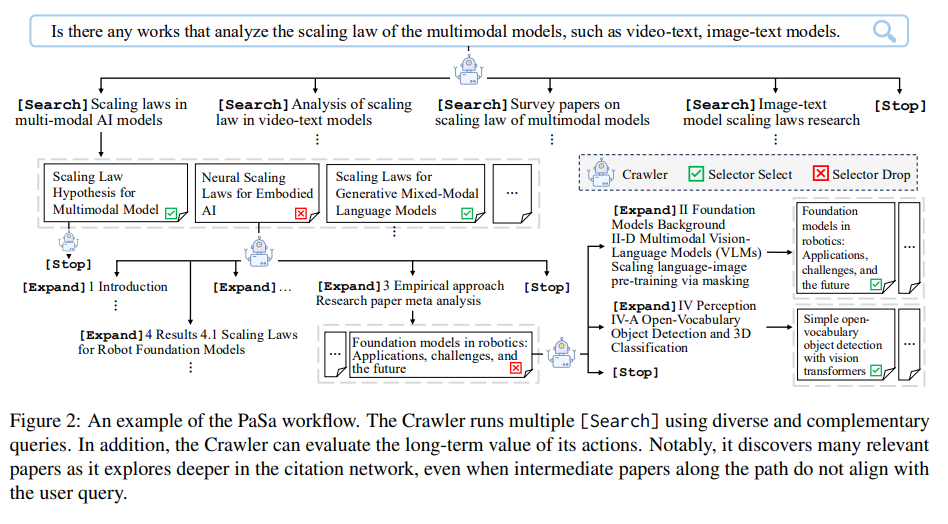 Is there any works that analyze the scaling law of the multimodal models, such as video-text, image-text models.
[Search] Scaling laws in
multi-modal AI models
[Search] Analysis of scaling
law in video-text models
[Search] Survey papers on
scaling law of multimodal models
[Search] Image-text
model scaling laws research
[Stop]
Crawler
Selector Select
Selector Drop
Scaling Law
Hypothesis for
Multimodal Model
Neural Scaling
Laws for Embodied
AI
Scaling Laws for
Generative Mixed-Modal
Language Models
...
[Stop]
[Expand] 1 Introduction
[Expand] ...
[Expand] 3 Empirical approach
Research paper meta analysis
[Stop]
[Expand] 4 Results 4.1 Scaling Laws
for Robot Foundation Models
...
Foundation models in robotics:
Applications, challenges, and
the future
[Expand] II Foundation
Models Background
II-D Multimodal Vision-
Language Models (VLMs)
Scaling language-image
pre-training via masking
Foundation
models in
robotics:
Applications,
challenges, and
the future
...
[Expand] IV Perception
IV-A Open-Vocabulary
Object Detection and 3D
Classification
Simple open-
vocabulary
object detection
with vision
transformers
...
[Stop]
Figure 2: An example of the PaSa workflow. The Crawler runs multiple [Search] using diverse and complementary
queries. In addition, the Crawler can evaluate the long-term value of its actions. Notably, it discovers many relevant
papers as it explores deeper in the citation network, even when intermediate papers along the path do not align with
the user query.